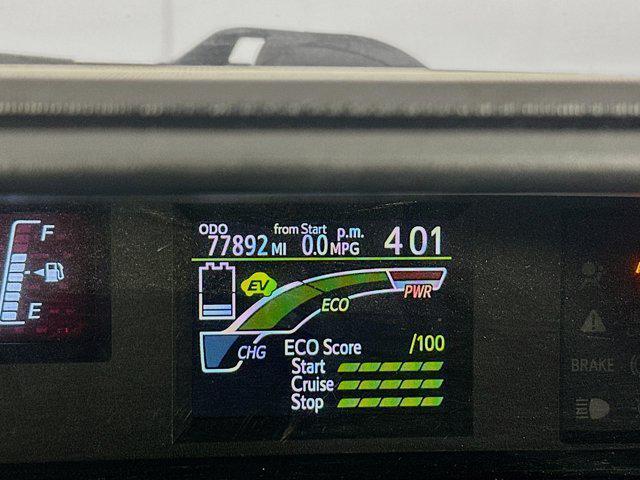 ODO from Start p.m.
77892 MI 0.0 MPG 4 01
F
EV
ECO
PWR
E
CHG
ECO Score /100
Start
Cruise
Stop
BRAKE